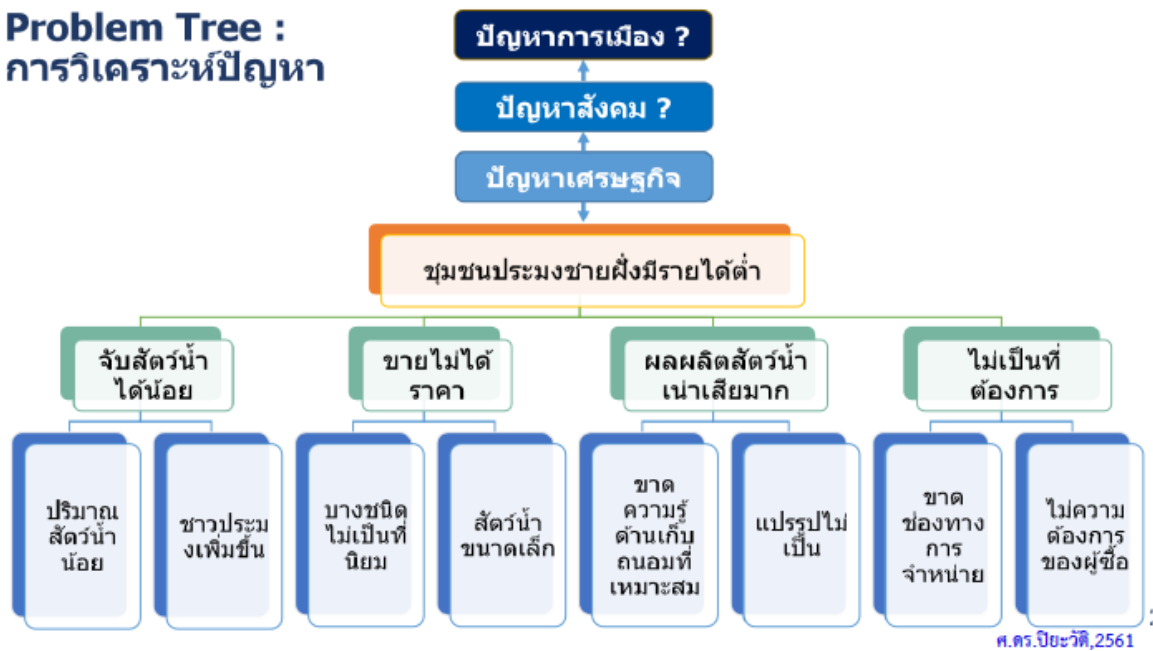 Problem Tree :
การวิเคราะห์ปัญหา
ปัญหาการเมือง ?
ปัญหาสังคม ?
ปัญหาเศรษฐกิจ
ชุมชนประมงชายฝั่งมีรายได้ต่ำ
จับสัตว์น้ำ
ได้น้อย
ขายไม่ได้
ราคา
ผลผลิตสัตว์น้ำ
เน่าเสียมาก
ไม่เป็นที่
ต้องการ
ปริมาณ
สัตว์น้ำ
น้อย
ชาวประม
งเพิ่มขึ้น
บางชนิด
ไม่เป็นที่
นิยม
สัตว์น้ำ
ขนาดเล็ก
ขาด
ความรู้
ด้านเก็บ
ถนอมที่
เหมาะสม
แปรรูปไม่
เป็น
ขาด
ช่องทาง
การ
จำหน่าย
ไม่ความ
ต้องการ
ของผู้ซื้อ
ศ.ดร.ปิยะวัติ,2561